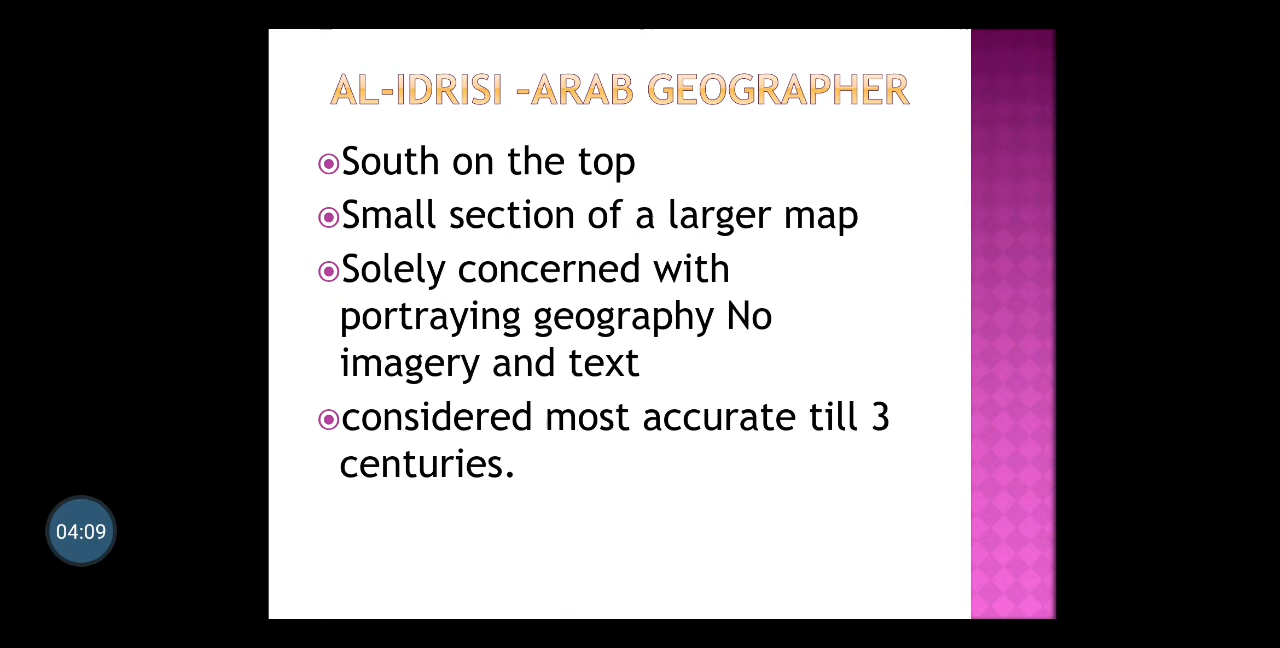 AL-IDRISI -ARAB GEOGRAPHER
South on the top
Small section of a larger map
Solely concerned with
portraying geography No
imagery and text
considered most accurate till 3
centuries.
04:09